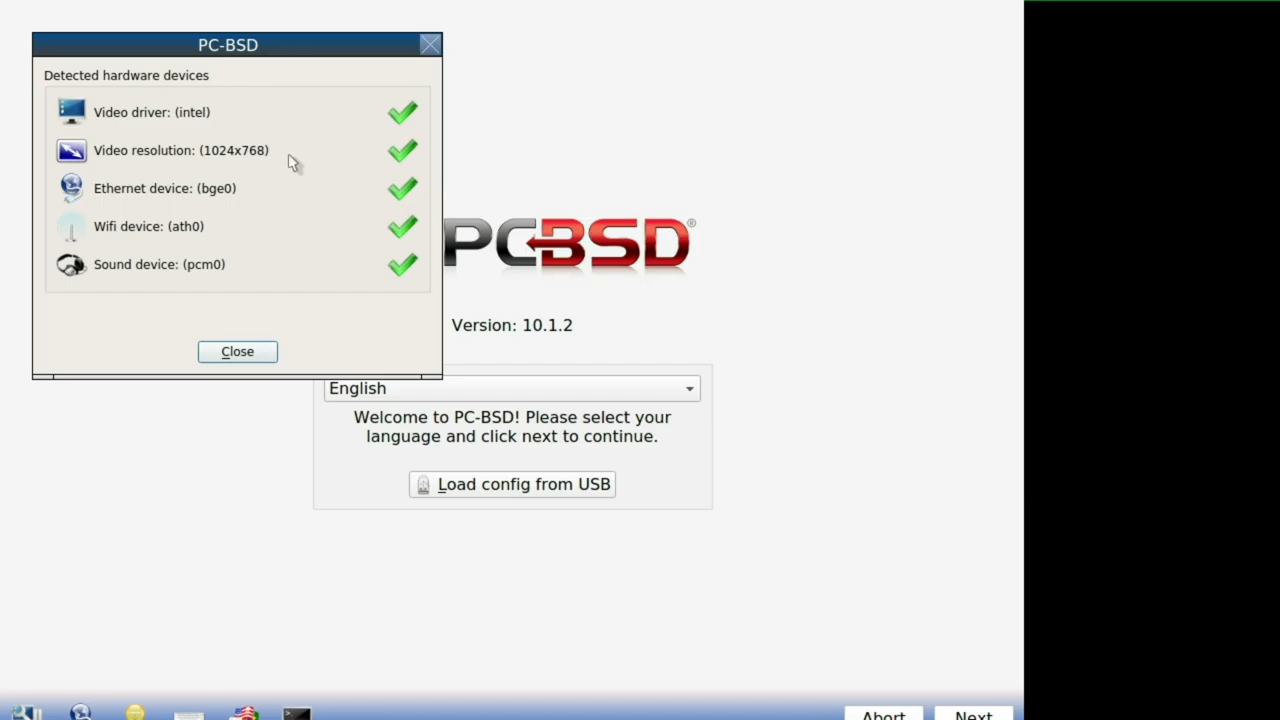 PC-BSD
Detected hardware devices
Video driver: (intel)
Video resolution: (1024x768)
Ethernet device: (bge0)
Wifi device: (ath0)
Sound device: (pcm0)
Close
PCBSD®
Version: 10.1.2
English
Welcome to PC-BSD! Please select your
language and click next to continue.
Load config from USB
Abort
Next